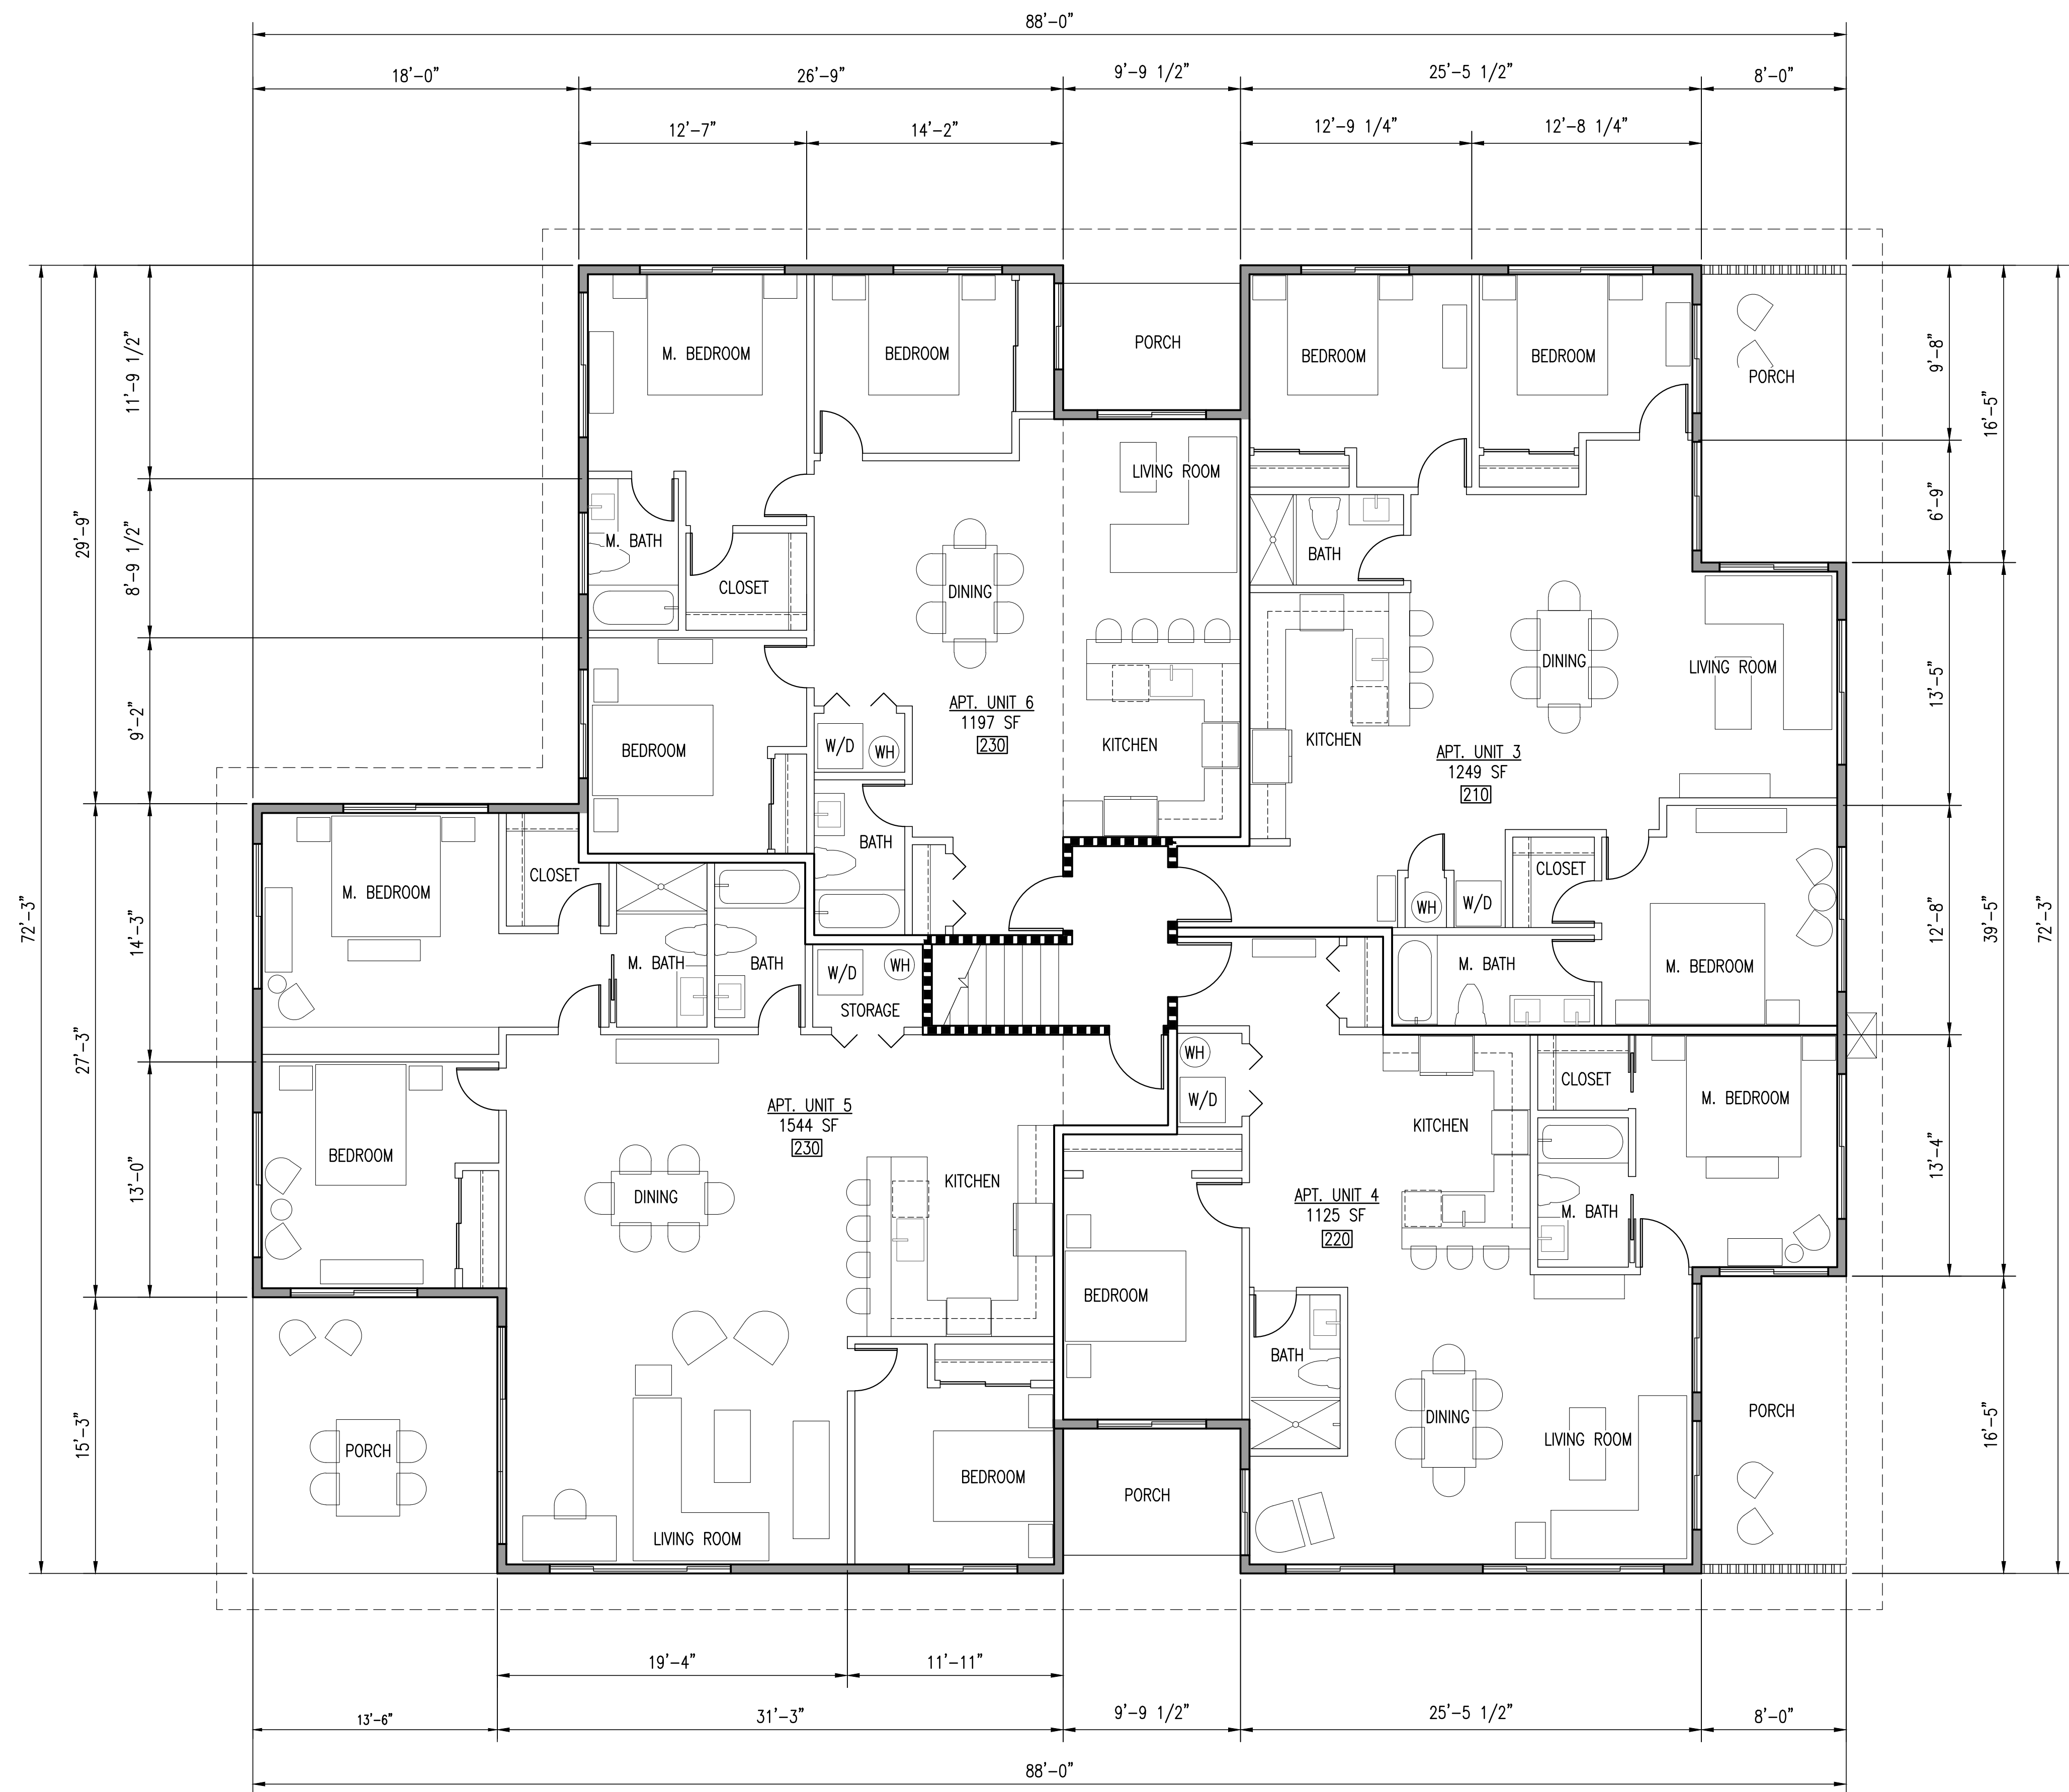 88'-0"
18'-0"
26'-9"
9'-9 1/2"
25'-5 1/2"
8'-0"
12'-7"
14'-2"
12'-9 1/4"
12'-8 1/4"
72'-3"
29'-9"
11'-9 1/2"
8'-9 1/2"
9'-2"
27'-3"
14'-3"
13'-0"
15'-3"
M. BEDROOM
BEDROOM
PORCH
LIVING ROOM
M. BATH
CLOSET
DINING
APT. UNIT 6
1197 SF
230
BEDROOM
W/D
WH
KITCHEN
BATH
BEDROOM
BEDROOM
PORCH
BATH
DINING
LIVING ROOM
KITCHEN
APT. UNIT 3
1249 SF
210
CLOSET
WH
W/D
M. BATH
M. BEDROOM
9'-8"
6'-9"
16'-5"
13'-5"
12'-8"
39'-5"
72'-3"
13'-4"
16'-5"
M. BEDROOM
CLOSET
M. BATH
BATH
W/D
WH
STORAGE
APT. UNIT 5
1544 SF
230
BEDROOM
DINING
KITCHEN
PORCH
LIVING ROOM
BEDROOM
WH
W/D
KITCHEN
CLOSET
M. BEDROOM
APT. UNIT 4
1125 SF
220
M. BATH
BEDROOM
BATH
DINING
LIVING ROOM
PORCH
PORCH
19'-4"
11'-11"
13'-6"
31'-3"
9'-9 1/2"
25'-5 1/2"
8'-0"
88'-0"